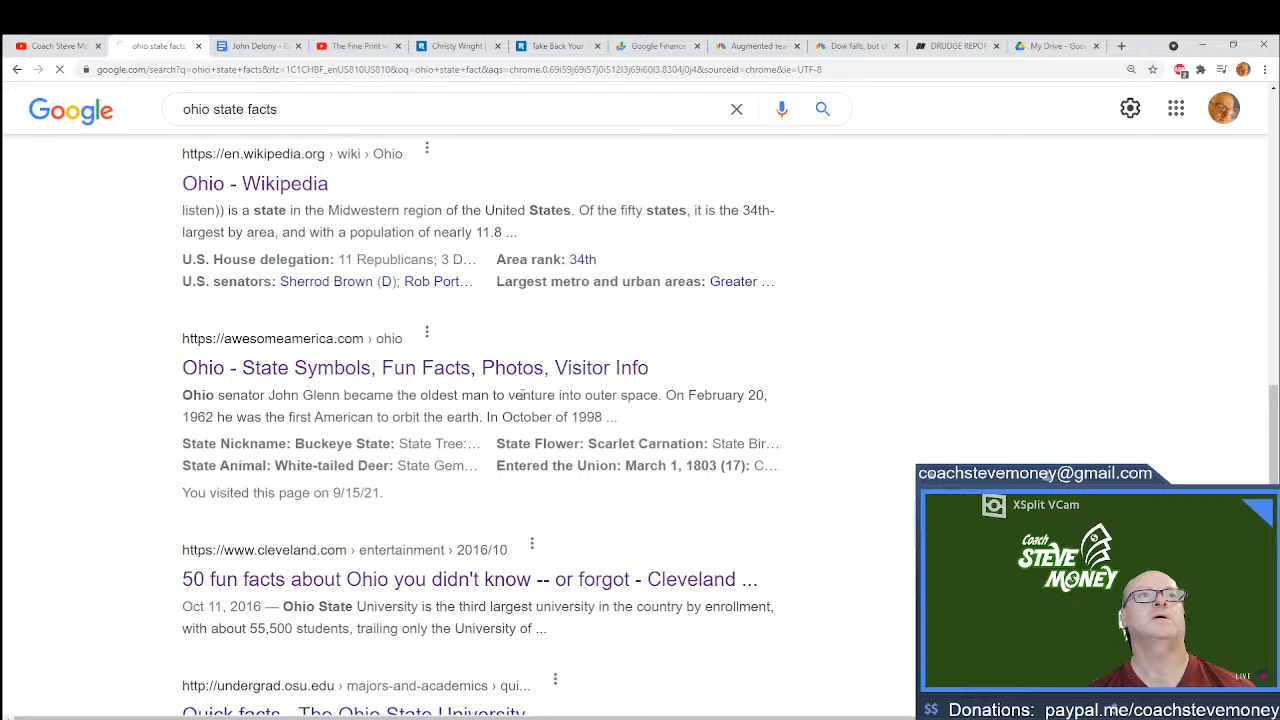 Coach Steve M
ohio state facts
John Delony - G
The Fine Print w
Christy Wright |
Take Back Your
Google Finance
Augmented rea
Dow falls, but c
DRUDGE REPOR
My Drive - Goog
google.com/search?q=ohio+state+facts&rlz=1C1CHBF_enUS810US810&oq=ohio+state+fact&aqs=chrome.0.69i59j69i57j0i512l3j69i60l3.8304j0j4&sourceid=chrome&ie=UTF-8
2
Google
ohio state facts
https://en.wikipedia.org › wiki › Ohio
Ohio - Wikipedia
listen)) is a state in the Midwestern region of the United States. Of the fifty states, it is the 34th-
largest by area, and with a population of nearly 11.8 ...
U.S. House delegation: 11 Republicans; 3 D... Area rank: 34th
U.S. senators: Sherrod Brown (D); Rob Port... Largest metro and urban areas: Greater ...
https://awesomeamerica.com › ohio
Ohio - State Symbols, Fun Facts, Photos, Visitor Info
Ohio senator John Glenn became the oldest man to venture into outer space. On February 20,
1962 he was the first American to orbit the earth. In October of 1998 ...
State Nickname: Buckeye State: State Tree:... State Flower: Scarlet Carnation: State Bir...
State Animal: White-tailed Deer: State Gem... Entered the Union: March 1, 1803 (17): C...
You visited this page on 9/15/21.
https://www.cleveland.com › entertainment › 2016/10
50 fun facts about Ohio you didn't know -- or forgot - Cleveland ...
Oct 11, 2016 — Ohio State University is the third largest university in the country by enrollment,
with about 55,500 students, trailing only the University of ...
http://undergrad.osu.edu › majors-and-academics › qui...
Quick facts - The Ohio State University
coachstevemoney@gmail.com
XSplit VCam
Coach
STEVE
MONEY
LIVE
$$ Donations: paypal.me/coachstevemoney